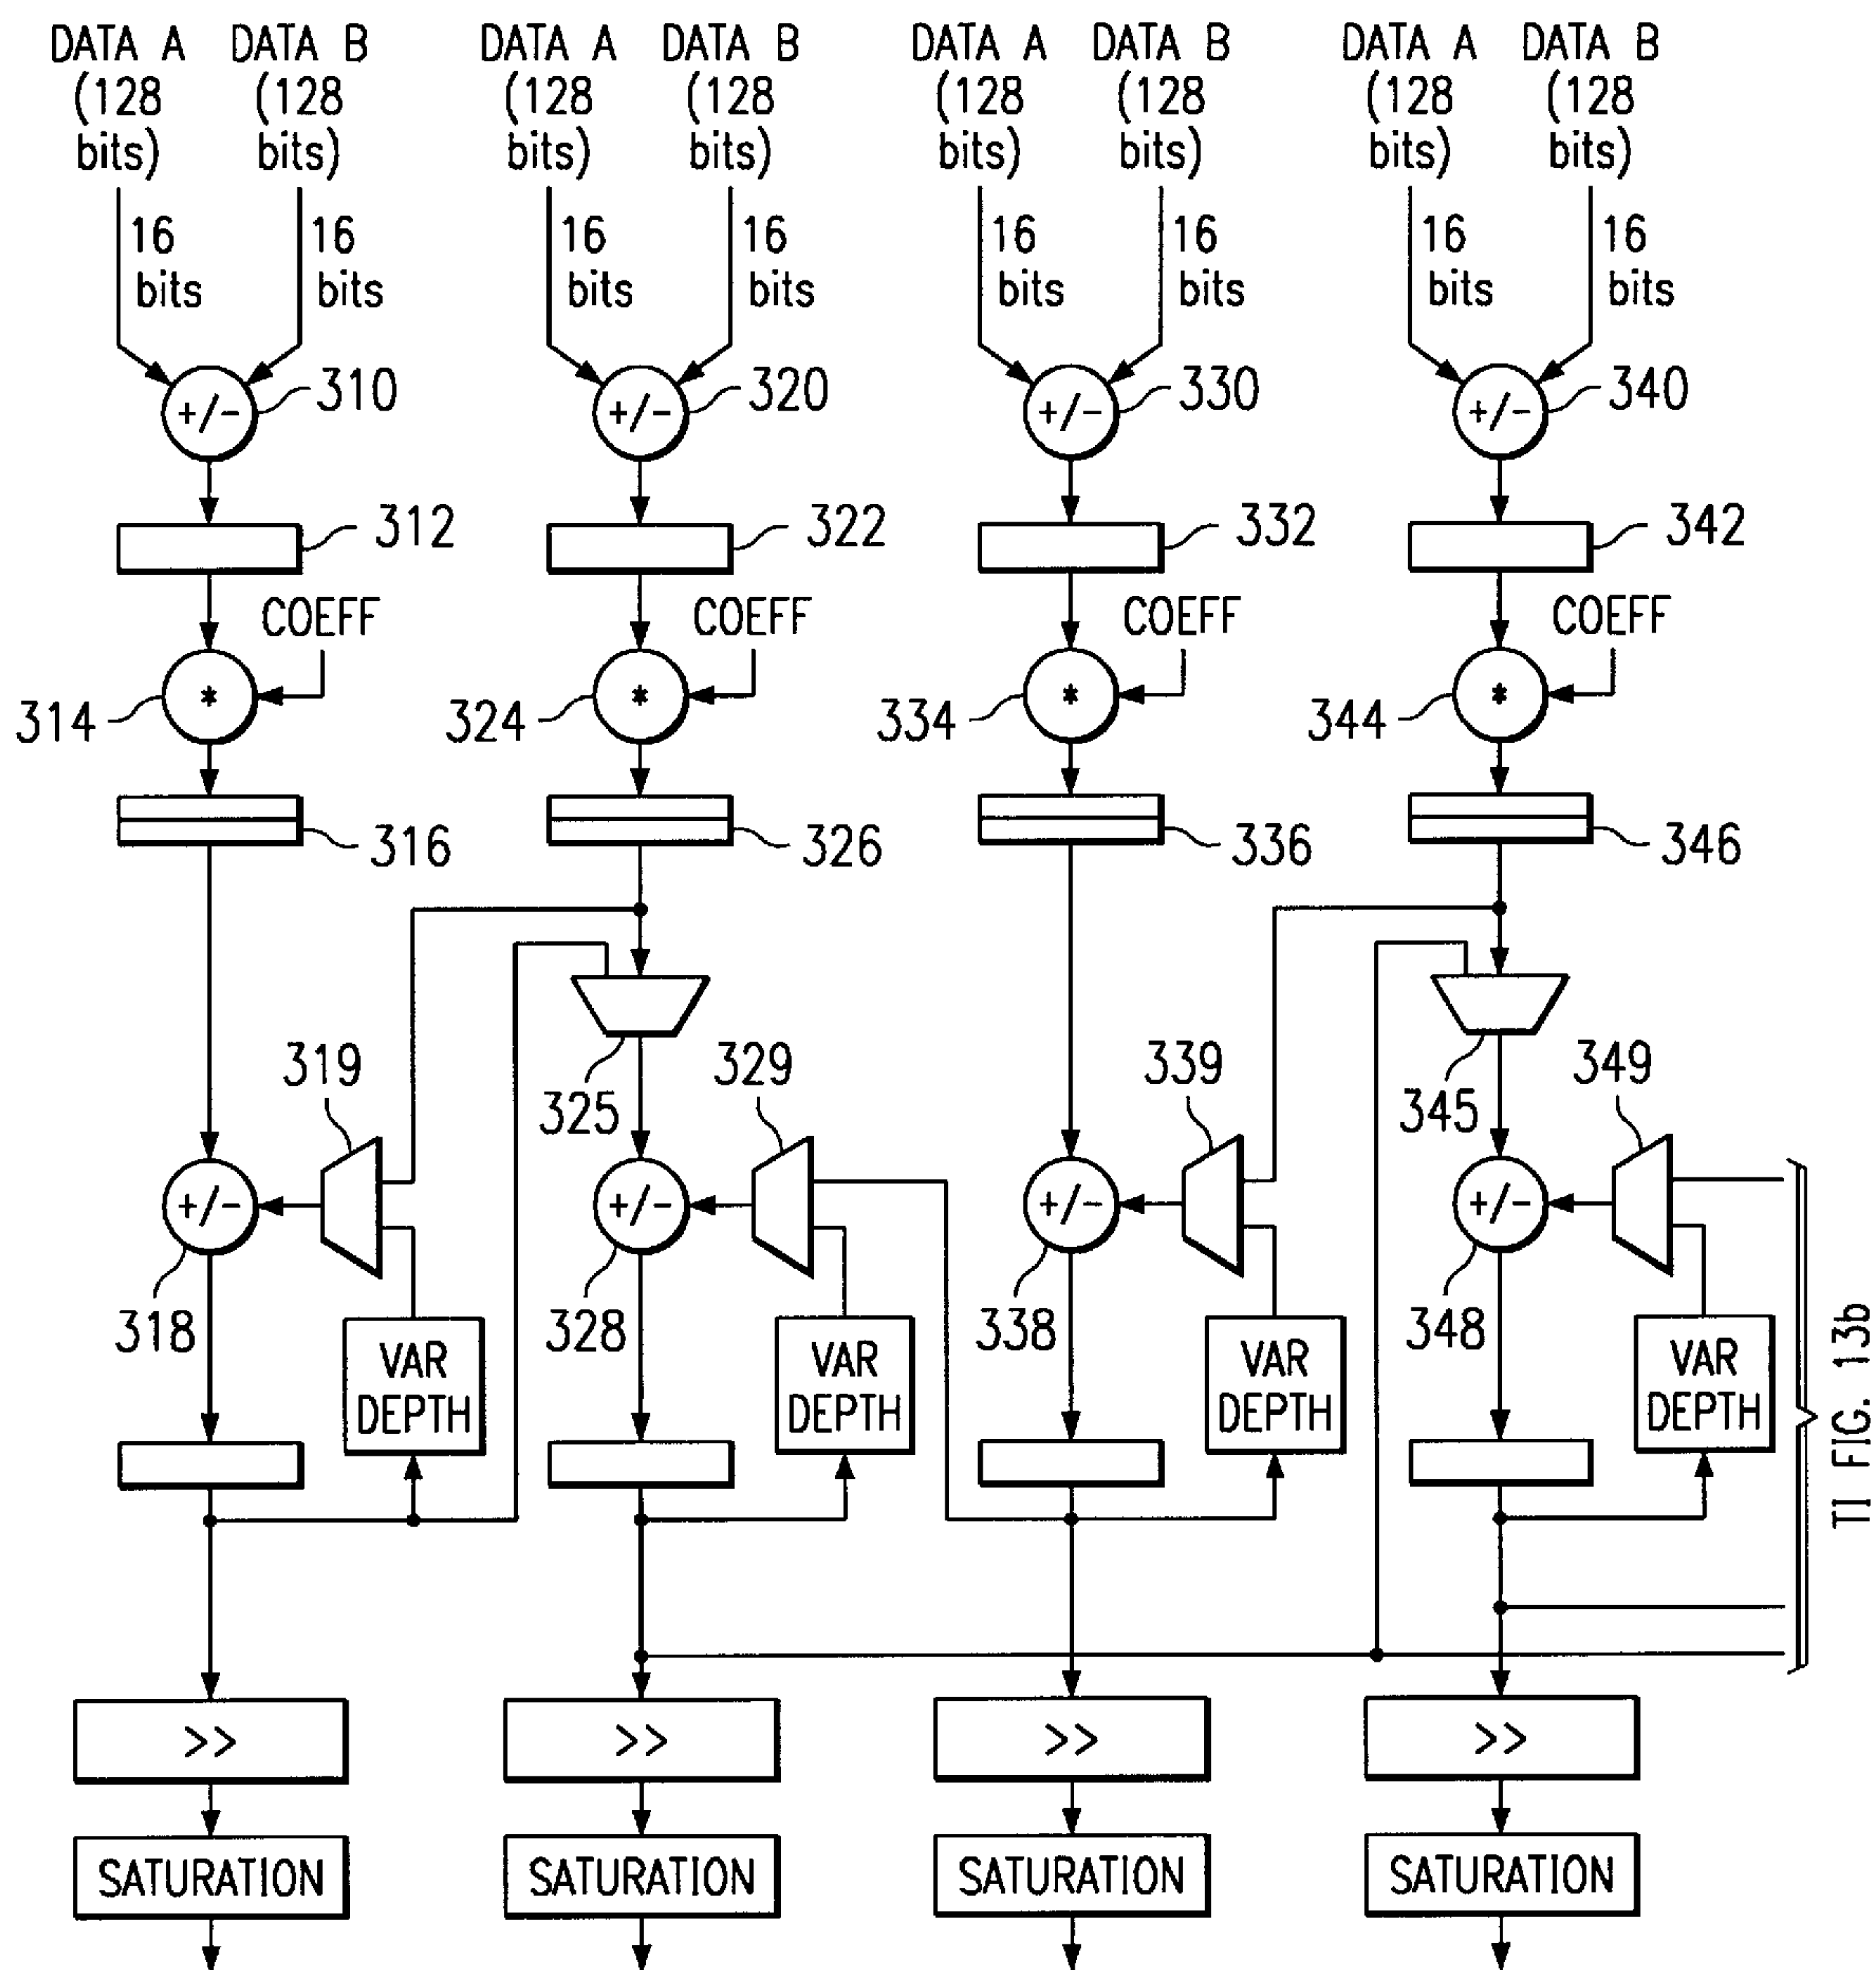 DATA A DATA B DATA A DATA B DATA A DATA B DATA A DATA B
(128 (128 (128 (128 (128 (128 (128 (128
bits) bits) bits) bits) bits) bits) bits) bits)
16 16 16 16 16 16 16 16
bits bits bits bits bits bits bits bits
+/- 310 +/- 320 +/- 330 +/- 340
312 322 332 342
COEFF COEFF COEFF COEFF
314 * 324 * 334 * 344 *
316 326 336 346
319 329 339 349
325 345
+/- +/- +/- +/-
318 328 338 348
VAR VAR VAR VAR
DEPTH DEPTH DEPTH DEPTH
TI FIG. 13b
>> >> >> >>
SATURATION SATURATION SATURATION SATURATION